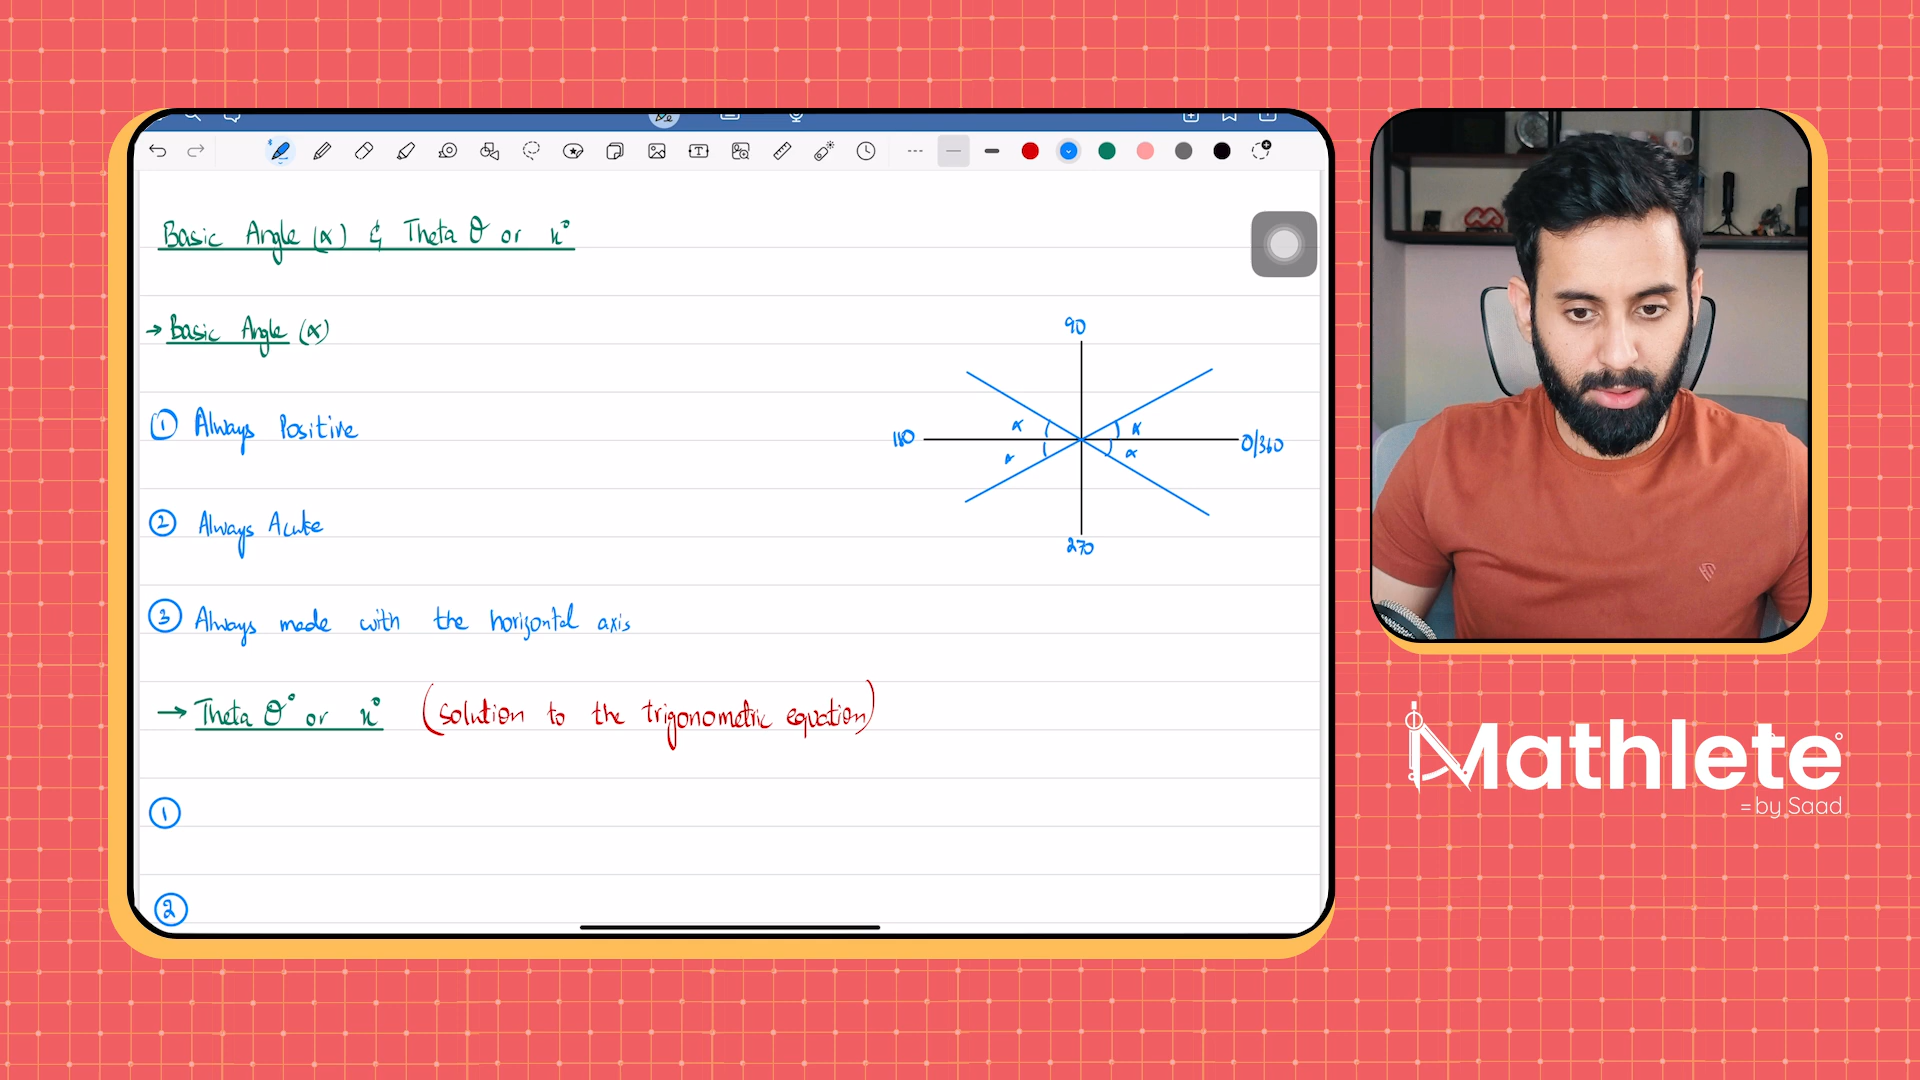 Basic Angle (α) & Theta θ or x°
→ Basic Angle (α)
90
① Always Positive
α α
180 0/360
α α
② Always Acute
270
③ Always made with the horizontal axis
→ Theta θ° or x° (solution to the trigonometric equation)
①
②
Mathlete
= by Saad